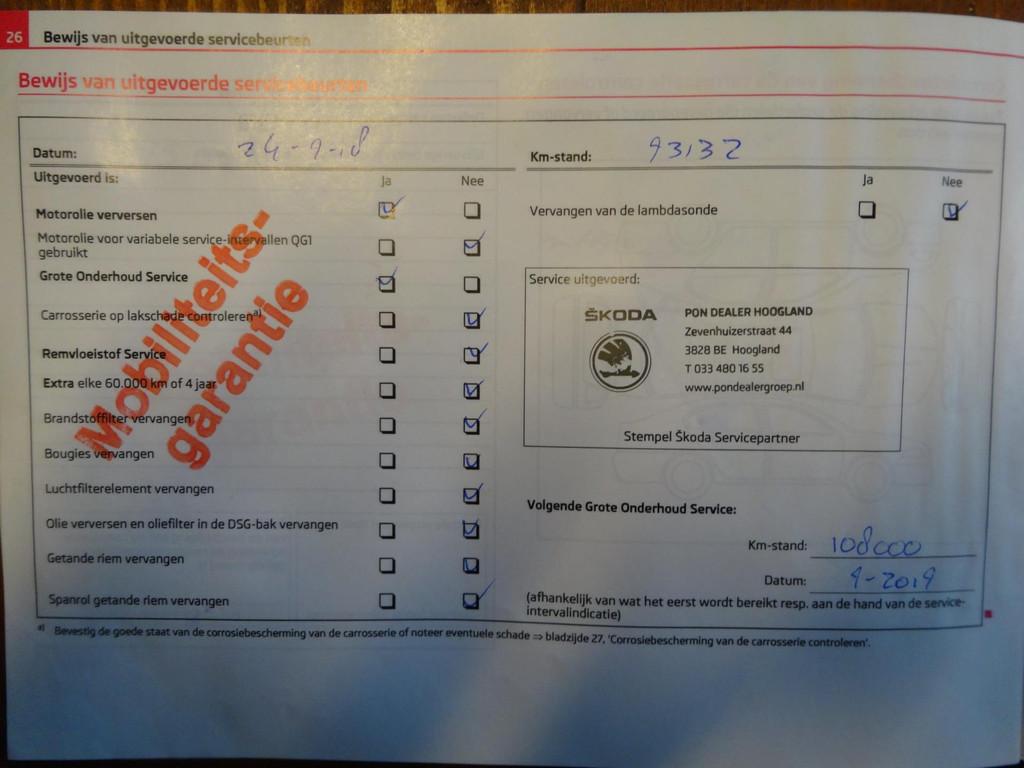 26 Bewijs van uitgevoerde servicebeurten
Bewijs van uitgevoerde servicebeurten
Datum: 24-9-18
Km-stand: 93132
Uitgevoerd is: Ja Nee
Ja Nee
Motorolie verversen
Vervangen van de lambdasonde
Motorolie voor variabele service-intervallen QG1
gebruikt
Grote Onderhoud Service
Carrosserie op lakschade controleren a)
Remvloeistof Service
Extra elke 60.000 km of 4 jaar
Brandstoffilter vervangen
Bougies vervangen
Luchtfilterelement vervangen
Olie verversen en oliefilter in de DSG-bak vervangen
Getande riem vervangen
Spanrol getande riem vervangen
Mobiliteits-
garantie
Service uitgevoerd:
ŠKODA
PON DEALER HOOGLAND
Zevenhuizerstraat 44
3828 BE Hoogland
T 033 480 16 55
www.pondealergroep.nl
Stempel Škoda Servicepartner
Volgende Grote Onderhoud Service:
Km-stand: 108000
Datum: 9-2019
(afhankelijk van wat het eerst wordt bereikt resp. aan de hand van de service-
intervalindicatie)
a) Bevestig de goede staat van de corrosiebescherming van de carrosserie of noteer eventuele schade ⇒ bladzijde 27, 'Corrosiebescherming van de carrosserie controleren'.